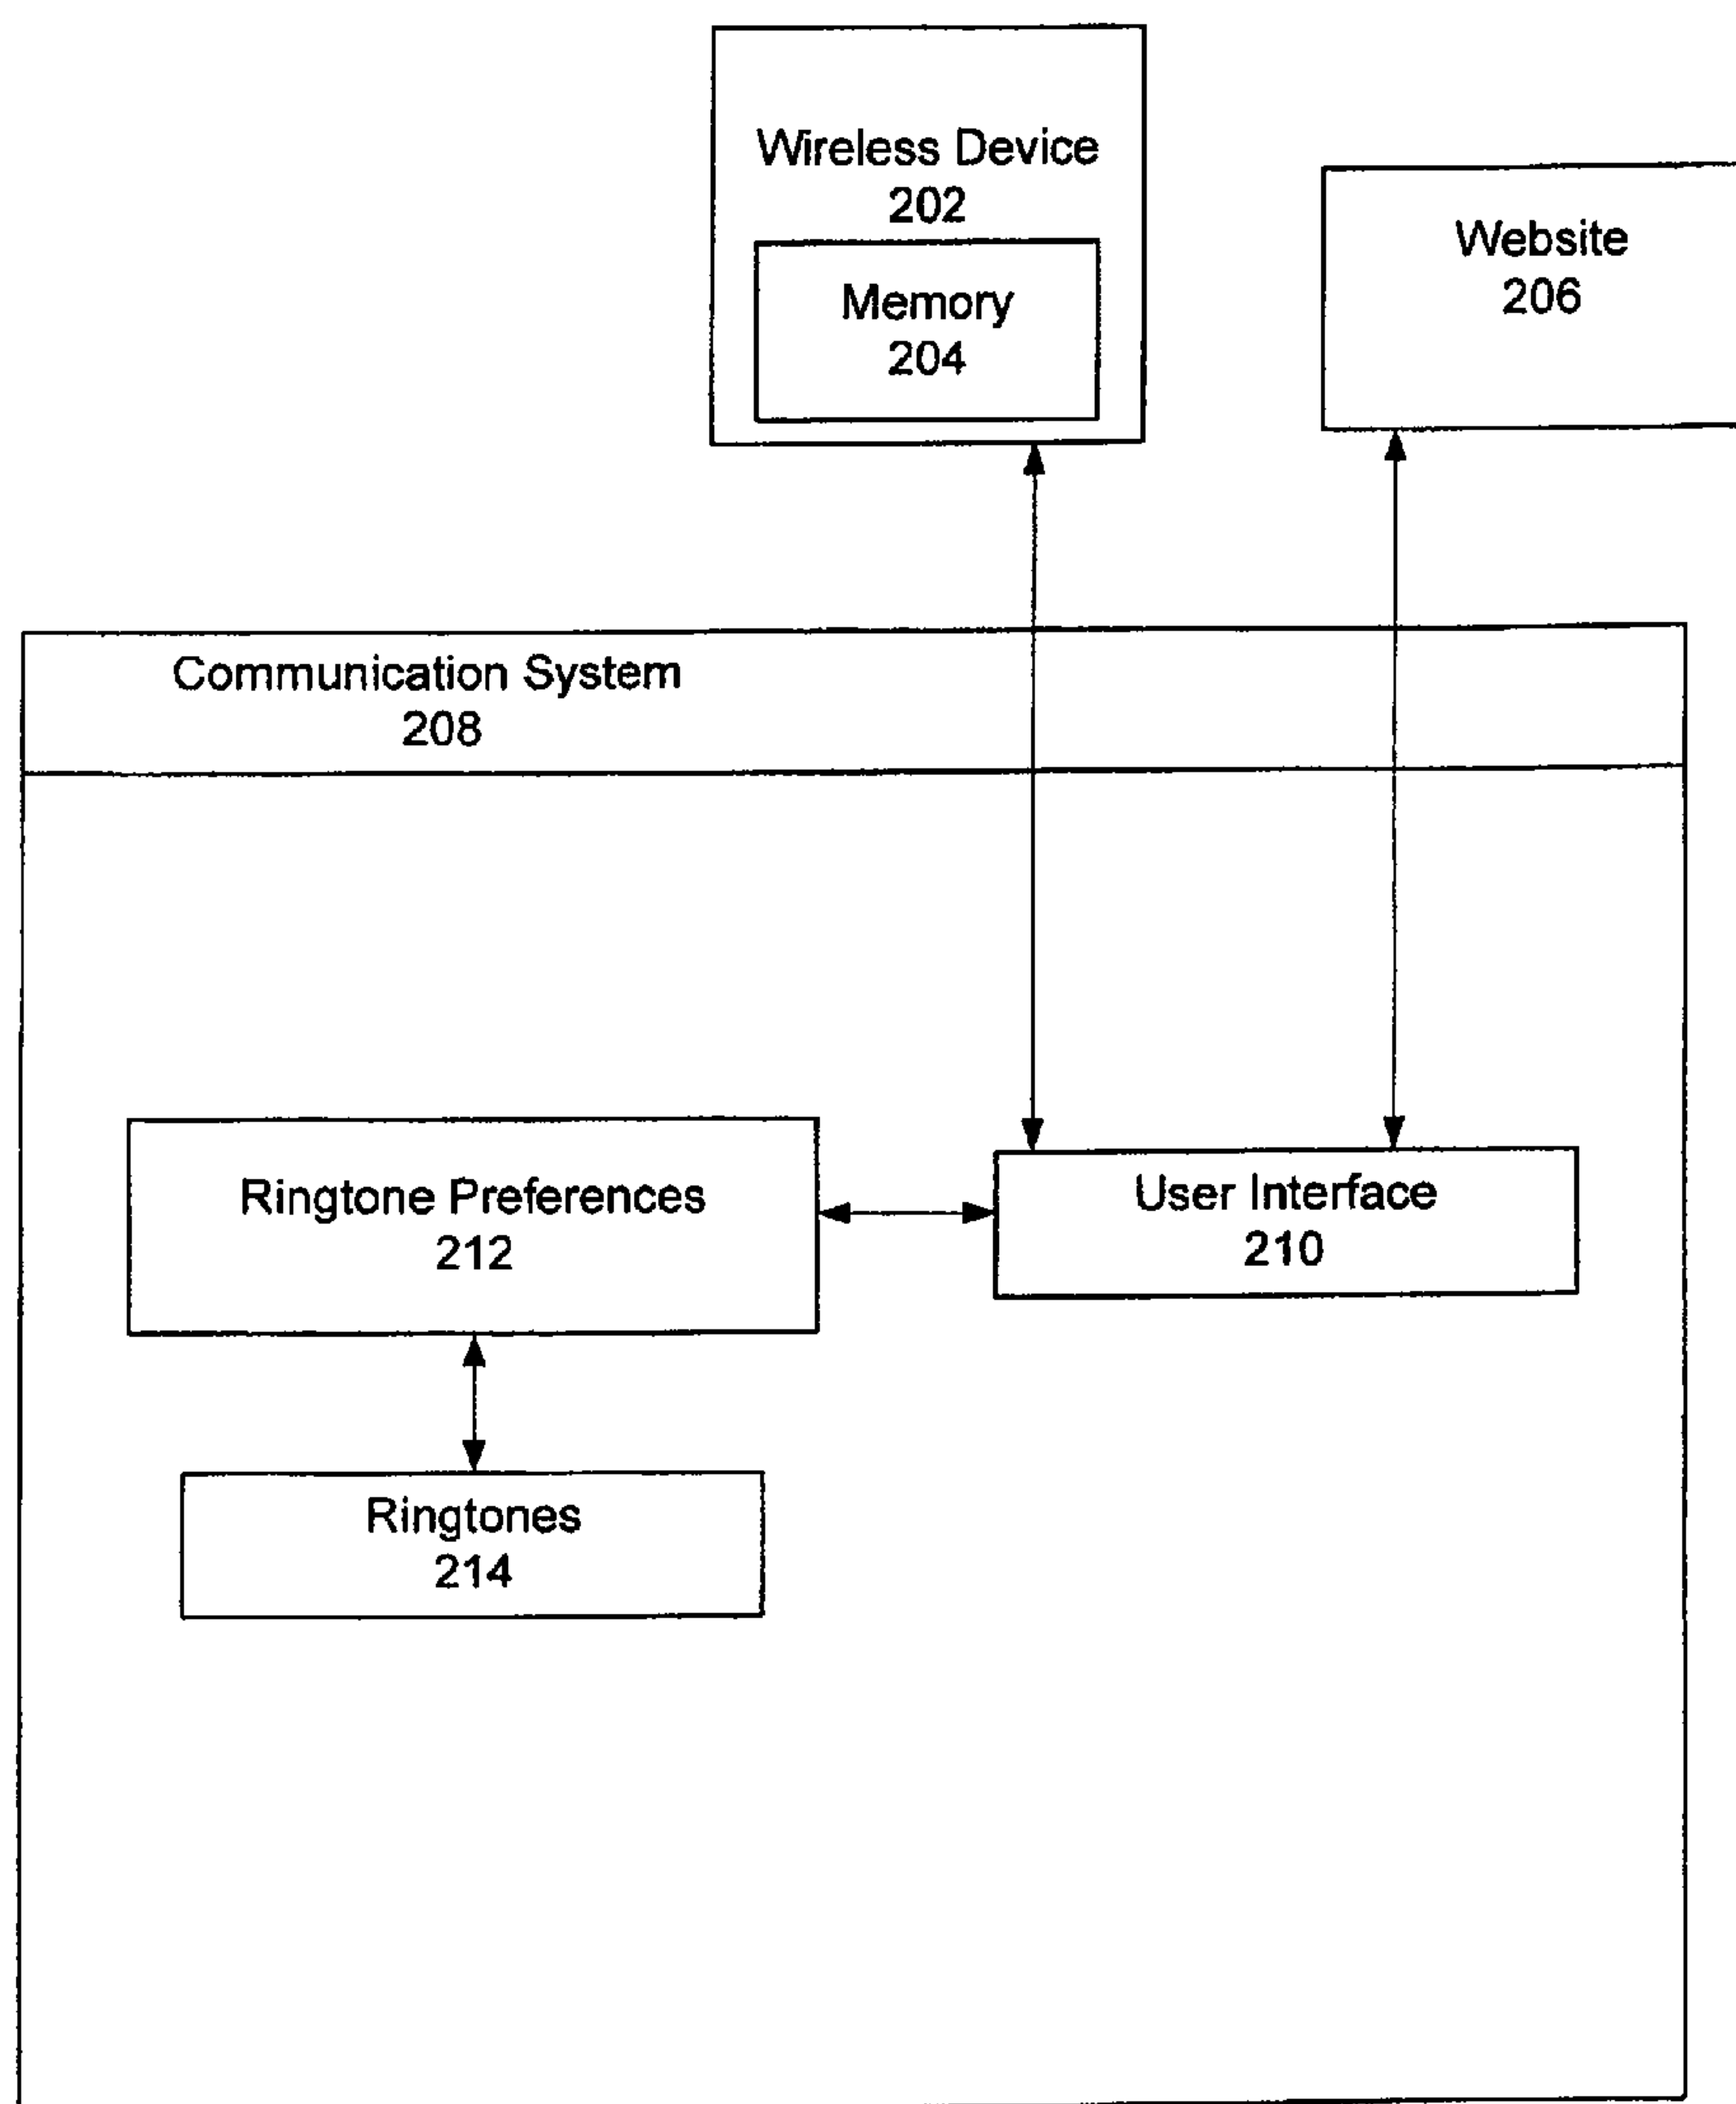 Wireless Device
202
Memory
204
Website
206
Communication System
208
Ringtone Preferences
212
User Interface
210
Ringtones
214